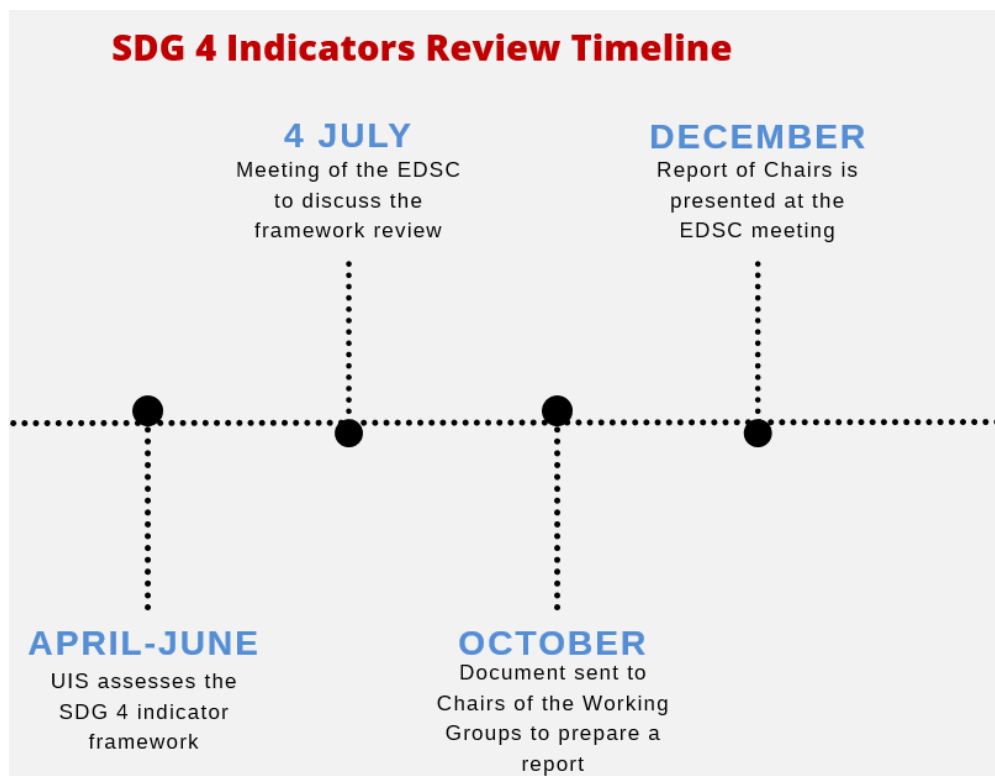 SDG 4 Indicators Review Timeline
4 JULY
Meeting of the EDSC
to discuss the
framework review
DECEMBER
Report of Chairs is
presented at the
EDSC meeting
APRIL-JUNE
UIS assesses the
SDG 4 indicator
framework
OCTOBER
Document sent to
Chairs of the Working
Groups to prepare a
report